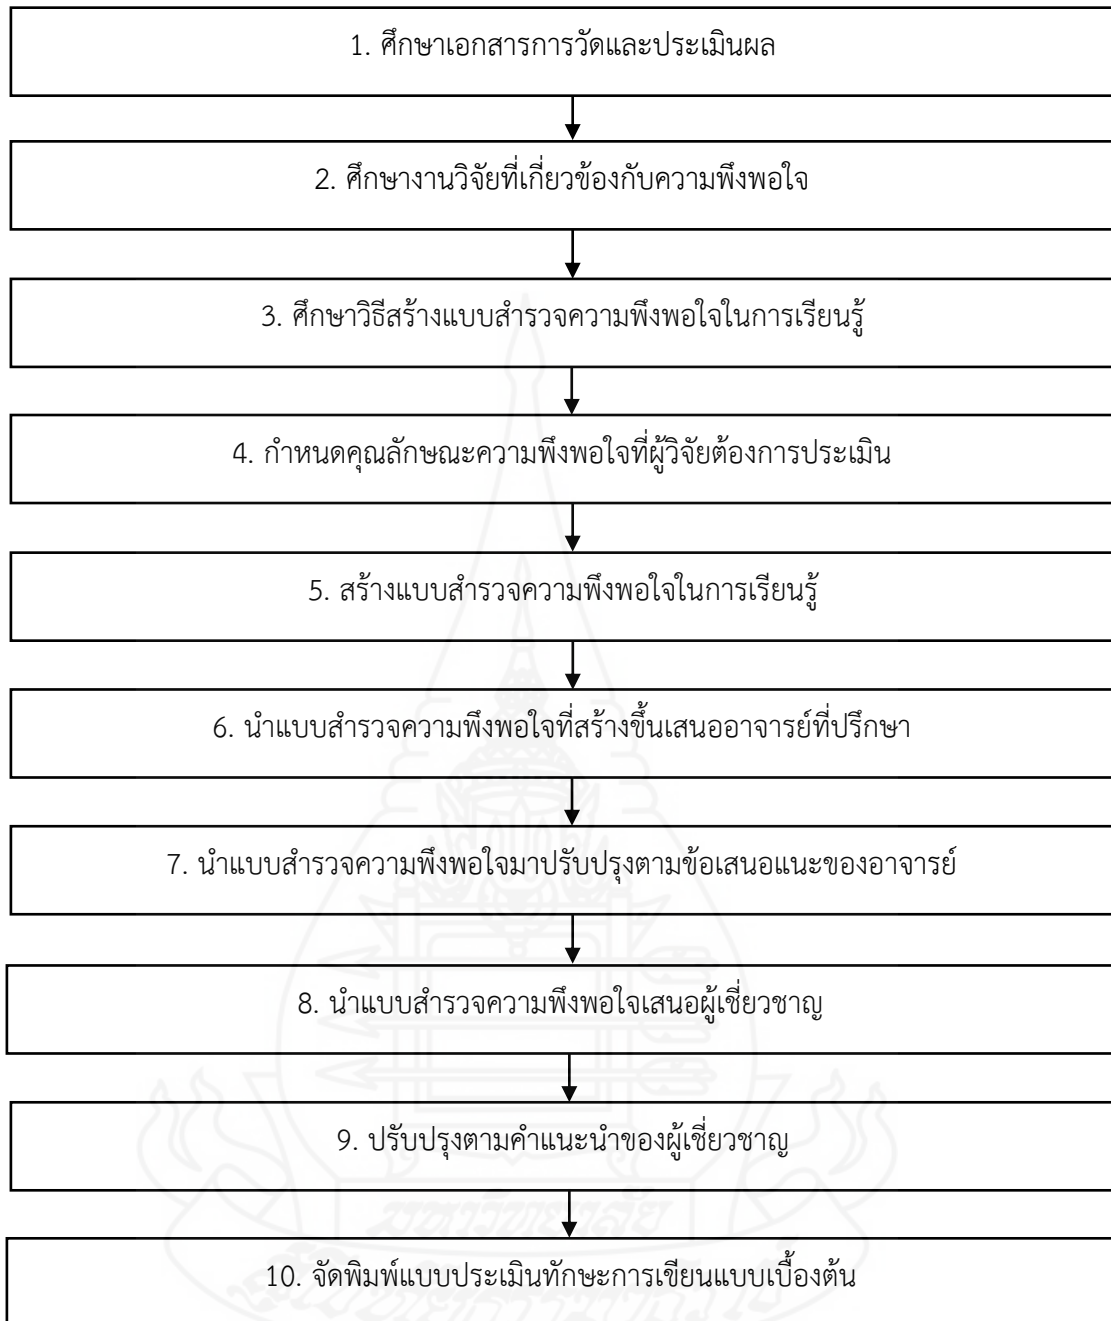 1. ศึกษาเอกสารการวัดและประเมินผล
2. ศึกษางานวิจัยที่เกี่ยวข้องกับความพึงพอใจ
3. ศึกษาวิธีสร้างแบบสำรวจความพึงพอใจในการเรียนรู้
4. กำหนดคุณลักษณะความพึงพอใจที่ผู้วิจัยต้องการประเมิน
5. สร้างแบบสำรวจความพึงพอใจในการเรียนรู้
6. นำแบบสำรวจความพึงพอใจที่สร้างขึ้นเสนออาจารย์ที่ปรึกษา
7. นำแบบสำรวจความพึงพอใจมาปรับปรุงตามข้อเสนอแนะของอาจารย์
8. นำแบบสำรวจความพึงพอใจเสนอผู้เชี่ยวชาญ
9. ปรับปรุงตามคำแนะนำของผู้เชี่ยวชาญ
มหาวิทยาลัย
10. จัดพิมพ์แบบประเมินทักษะการเขียนแบบเบื้องต้น